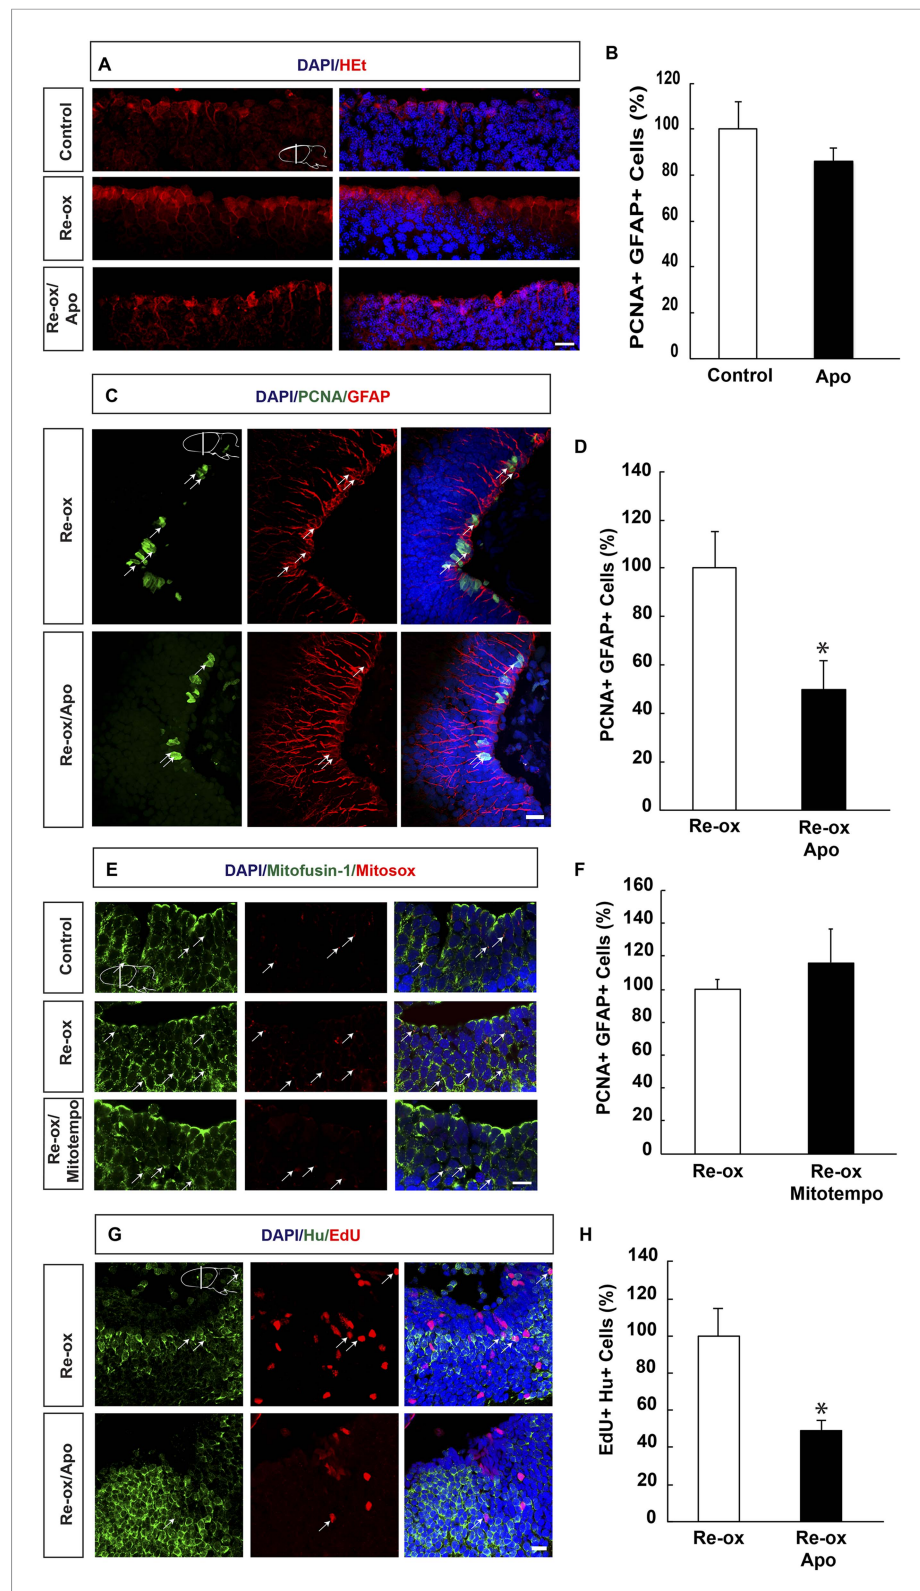 A
DAPI/HEt
Control
Re-ox
Re-ox/
Apo
B
PCNA+ GFAP+ Cells (%)
120
100
80
60
40
20
0
Control
Apo
C
DAPI/PCNA/GFAP
Re-ox
Re-ox/Apo
D
PCNA+ GFAP+ Cells (%)
140
120
100
80
60
40
20
0
*
Re-ox
Re-ox
Apo
E
DAPI/Mitofusin-1/Mitosox
Control
Re-ox
Re-ox/
Mitotempo
F
PCNA+ GFAP+ Cells (%)
160
140
120
100
80
60
40
20
0
Re-ox
Re-ox
Mitotempo
G
DAPI/Hu/EdU
Re-ox
Re-ox/Apo
H
EdU+ Hu+ Cells (%)
140
120
100
80
60
40
20
0
*
Re-ox
Re-ox
Apo